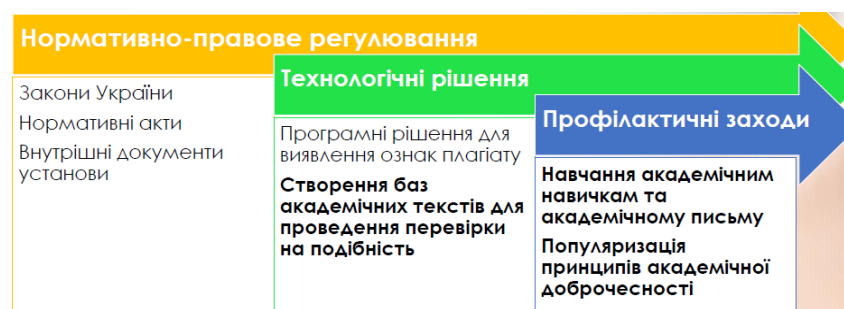 Нормативно-правове регулювання
Закони України
Нормативні акти
Внутрішні документи
установи
Технологічні рішення
Програмні рішення для
виявлення ознак плагіату
Створення баз
академічних текстів для
проведення перевірки
на подібність
Профілактичні заходи
Навчання академічним
навичкам та
академічному письму
Популяризація
принципів академічної
доброчесності